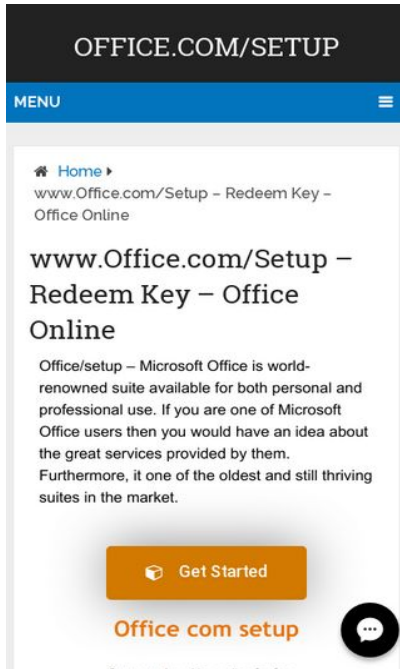 OFFICE.COM/SETUP
MENU
Home
www.Office.com/Setup – Redeem Key –
Office Online
www.Office.com/Setup –
Redeem Key – Office
Online
Office/setup – Microsoft Office is world-
renowned suite available for both personal and
professional use. If you are one of Microsoft
Office users then you would have an idea about
the great services provided by them.
Furthermore, it one of the oldest and still thriving
suites in the market.
Get Started
Office com setup